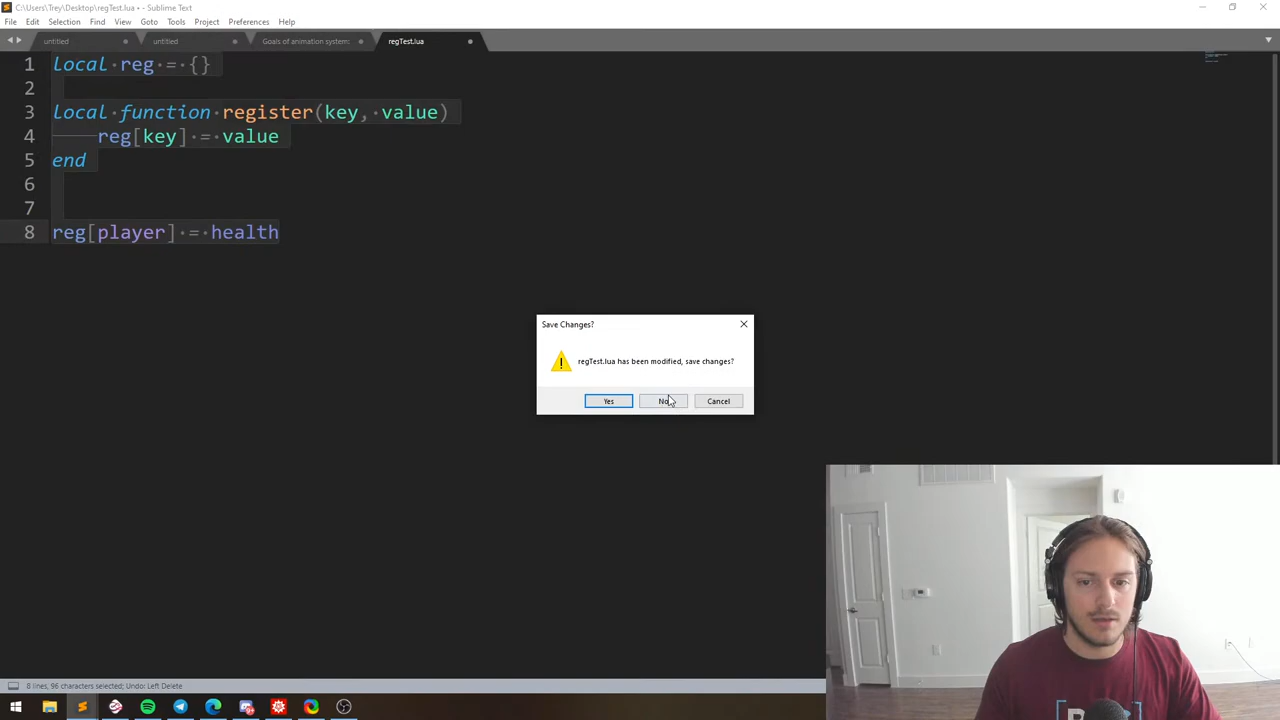 C:\Users\Trey\Desktop\regTest.lua • - Sublime Text
File Edit Selection Find View Goto Tools Project Preferences Help
untitled untitled Goals of animation system: regTest.lua
1 local reg = {}
2
3 local function register(key, value)
4 reg[key] = value
5 end
6
7
8 reg[player] = health
Save Changes?
regTest.lua has been modified, save changes?
Yes No Cancel
8 lines, 96 characters selected; Undo: Left Delete